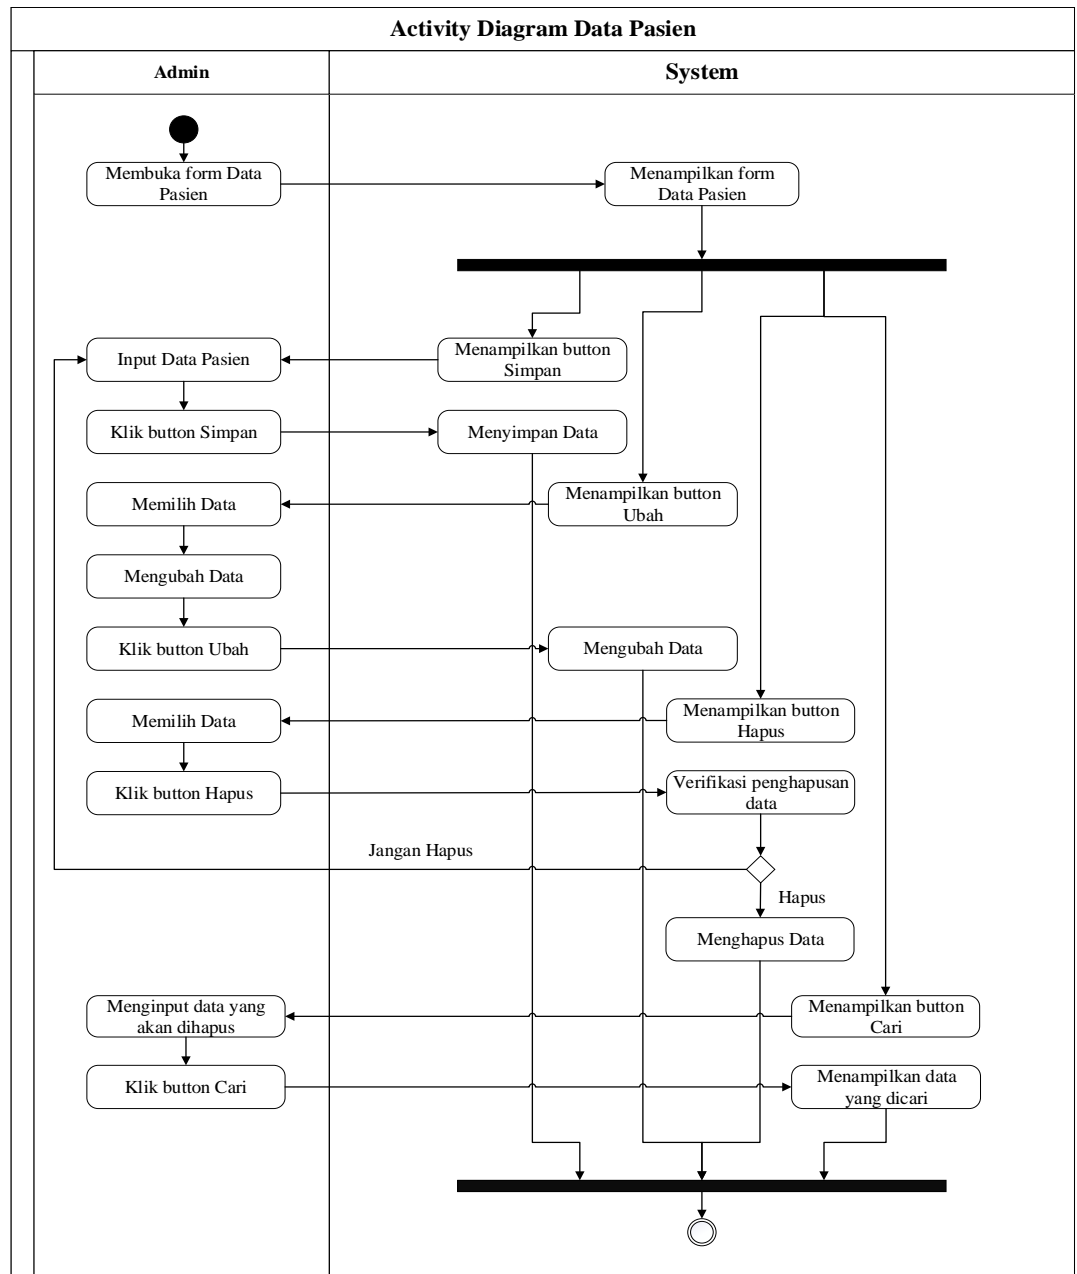 Activity Diagram Data Pasien
Admin
System
Membuka form Data
Pasien
Menampilkan form
Data Pasien
Input Data Pasien
Menampilkan button
Simpan
Klik button Simpan
Menyimpan Data
Memilih Data
Menampilkan button
Ubah
Mengubah Data
Klik button Ubah
Mengubah Data
Memilih Data
Menampilkan button
Hapus
Klik button Hapus
Verifikasi penghapusan
data
Jangan Hapus
Hapus
Menghapus Data
Menginput data yang
akan dihapus
Menampilkan button
Cari
Klik button Cari
Menampilkan data
yang dicari